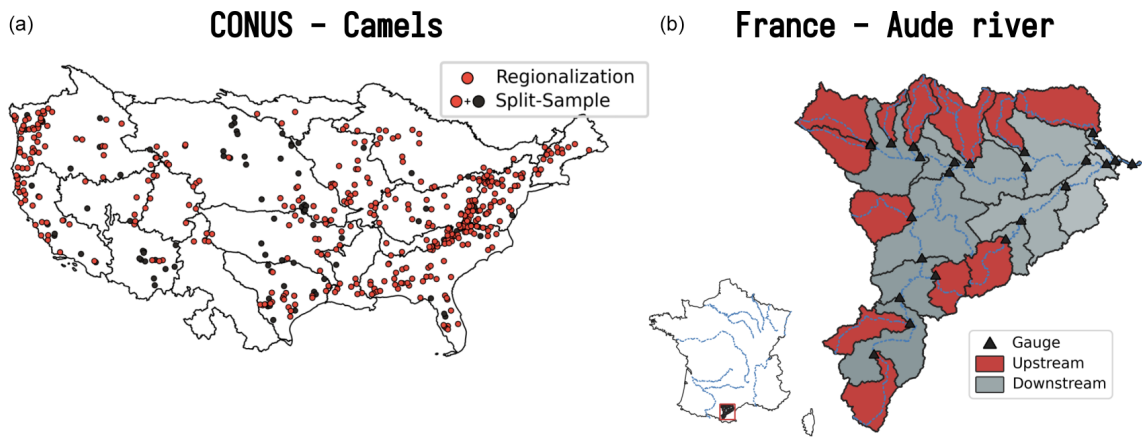 (a)
CONUS - Camels
Regionalization
+ Split-Sample
(b)
France - Aude river
Gauge
Upstream
Downstream